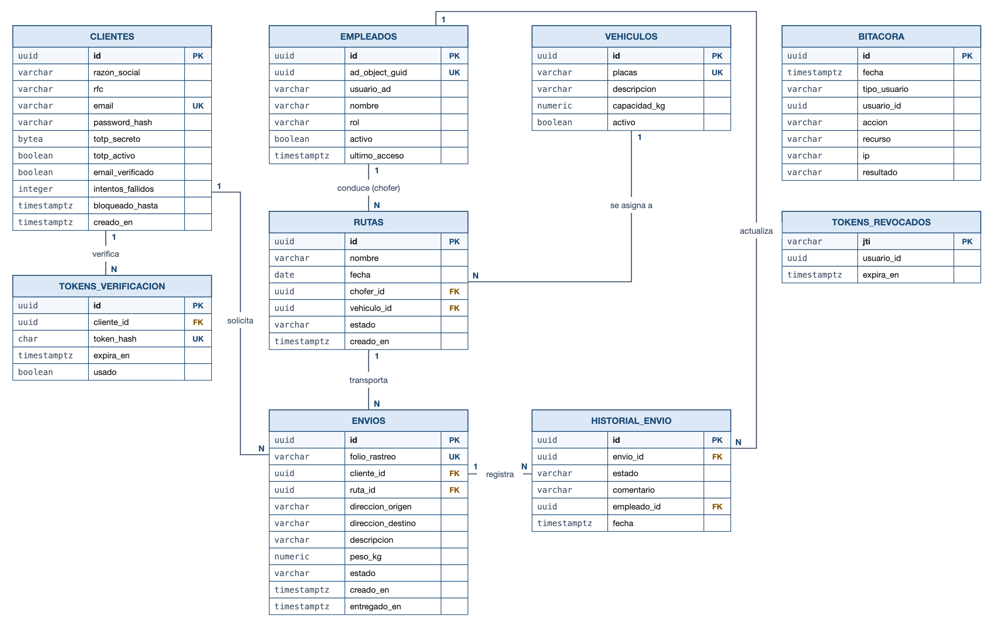 1
CLIENTES
uuid id PK
varchar razon_social
varchar rfc
varchar email UK
varchar password_hash
bytea totp_secreto
boolean totp_activo
boolean email_verificado
integer intentos_fallidos
timestamptz bloqueado_hasta
timestamptz creado_en
1
1
verifica
N
solicita
N
TOKENS_VERIFICACION
uuid id PK
uuid cliente_id FK
char token_hash UK
timestamptz expira_en
boolean usado
EMPLEADOS
uuid id PK
uuid ad_object_guid UK
varchar usuario_ad
varchar nombre
varchar rol
boolean activo
timestamptz ultimo_acceso
1
conduce (chofer)
N
RUTAS
uuid id PK
varchar nombre
date fecha
uuid chofer_id FK
uuid vehiculo_id FK
varchar estado
timestamptz creado_en
1
transporta
N
ENVIOS
uuid id PK
varchar folio_rastreo UK
uuid cliente_id FK
uuid ruta_id FK
varchar direccion_origen
varchar direccion_destino
varchar descripcion
numeric peso_kg
varchar estado
timestamptz creado_en
timestamptz entregado_en
VEHICULOS
uuid id PK
varchar placas UK
varchar descripcion
numeric capacidad_kg
boolean activo
1
se asigna a
N
1 registra N
HISTORIAL_ENVIO
uuid id PK
uuid envio_id FK
varchar estado
varchar comentario
uuid empleado_id FK
timestamptz fecha
actualiza
N
BITACORA
uuid id PK
timestamptz fecha
varchar tipo_usuario
uuid usuario_id
varchar accion
varchar recurso
varchar ip
varchar resultado
TOKENS_REVOCADOS
varchar jti PK
uuid usuario_id
timestamptz expira_en